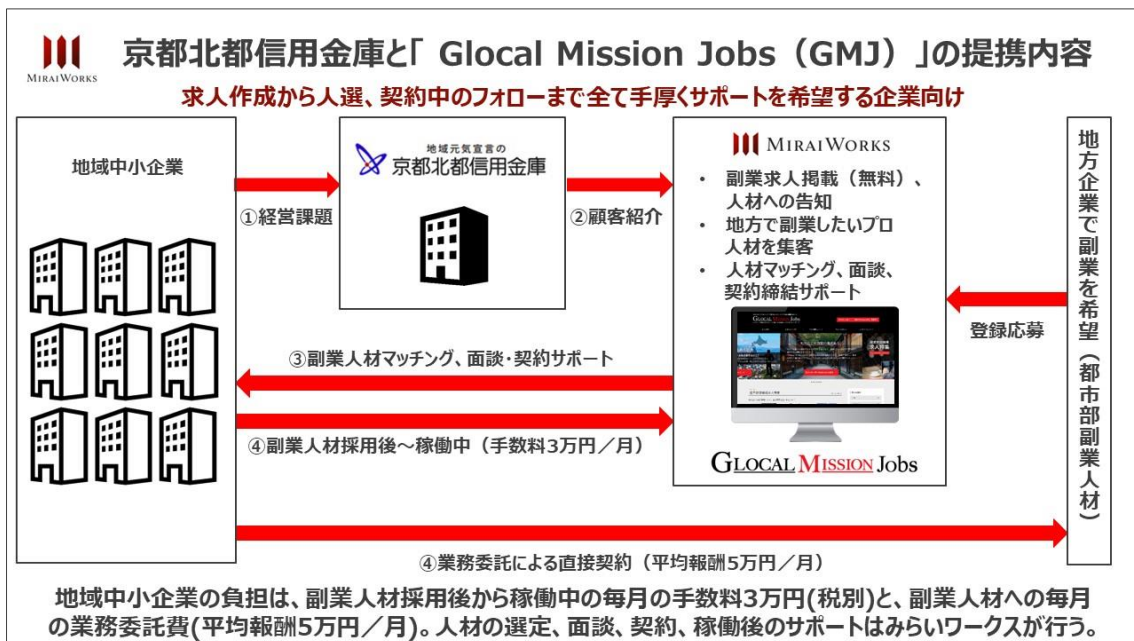 MIRAIWORKS
京都北都信用金庫と「 Glocal Mission Jobs（GMJ）」の提携内容
求人作成から人選、契約中のフォローまで全て手厚くサポートを希望する企業向け
地域中小企業
①経営課題
地域元気宣言の
京都北都信用金庫
②顧客紹介
MIRAIWORKS
• 副業求人掲載（無料）、
人材への告知
• 地方で副業したいプロ
人材を集客
• 人材マッチング、面談、
契約締結サポート
GLOCAL MISSION JOBS
GLOCAL MISSION JOBS
登録応募
地方企業で副業を希望（都市部副業人材）
③副業人材マッチング、面談・契約サポート
④副業人材採用後～稼働中（手数料3万円／月）
④業務委託による直接契約（平均報酬5万円／月）
地域中小企業の負担は、副業人材採用後から稼働中の毎月の手数料3万円(税別)と、副業人材への毎月
の業務委託費(平均報酬5万円／月)。人材の選定、面談、契約、稼働後のサポートはみらいワークスが行う。